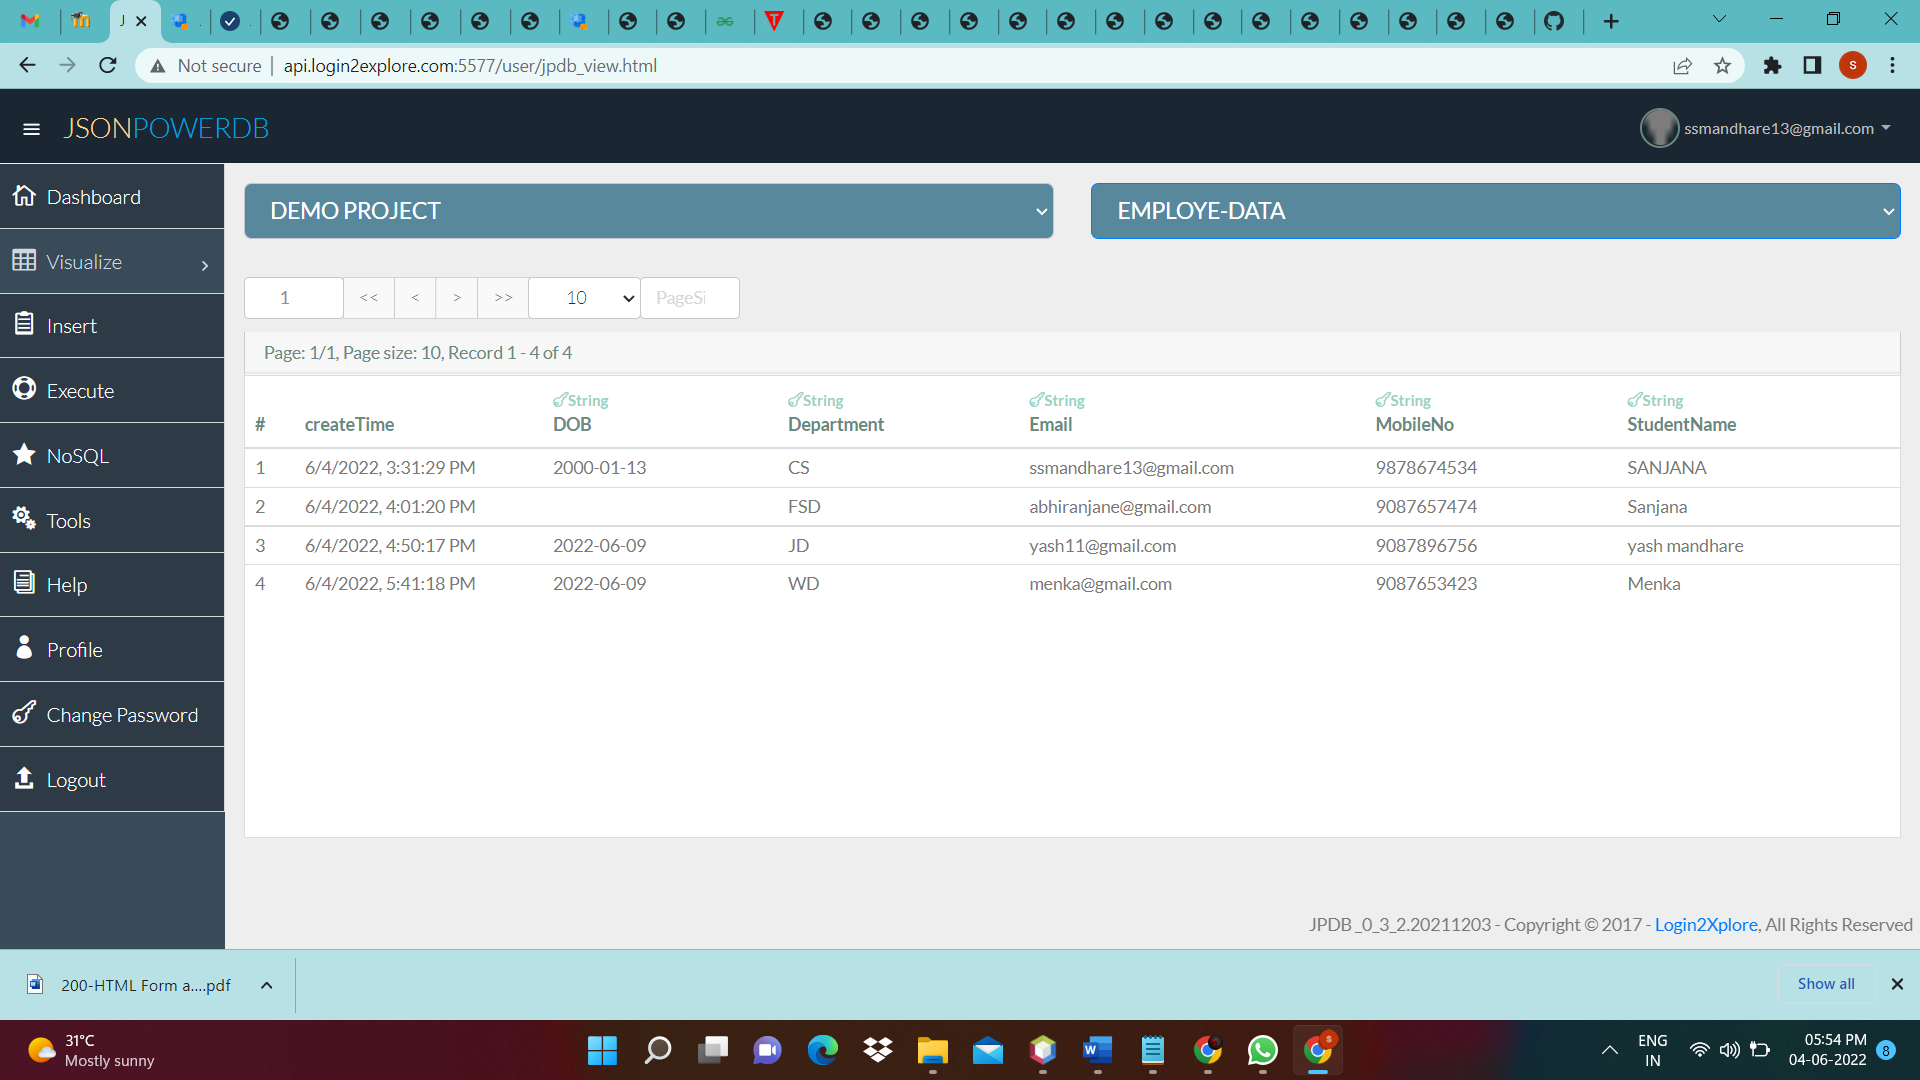 J
Not secure
api.login2explore.com:5577/user/jpdb_view.html
S
JSONPOWERDB
ssmandhare13@gmail.com
Dashboard
Visualize
Insert
Execute
NoSQL
Tools
Help
Profile
Change Password
Logout
DEMO PROJECT
EMPLOYE-DATA
1 << < > >> 10 PageSi
Page: 1/1, Page size: 10, Record 1 - 4 of 4
String String String String String
# createTime DOB Department Email MobileNo StudentName
1 6/4/2022, 3:31:29 PM 2000-01-13 CS ssmandhare13@gmail.com 9878674534 SANJANA
2 6/4/2022, 4:01:20 PM FSD abhiranjane@gmail.com 9087657474 Sanjana
3 6/4/2022, 4:50:17 PM 2022-06-09 JD yash11@gmail.com 9087896756 yash mandhare
4 6/4/2022, 5:41:18 PM 2022-06-09 WD menka@gmail.com 9087653423 Menka
JPDB_0_3_2.20211203 - Copyright © 2017 - Login2Xplore, All Rights Reserved
200-HTML Form a....pdf
Show all
31°C
Mostly sunny
ENG
IN
05:54 PM
04-06-2022
8